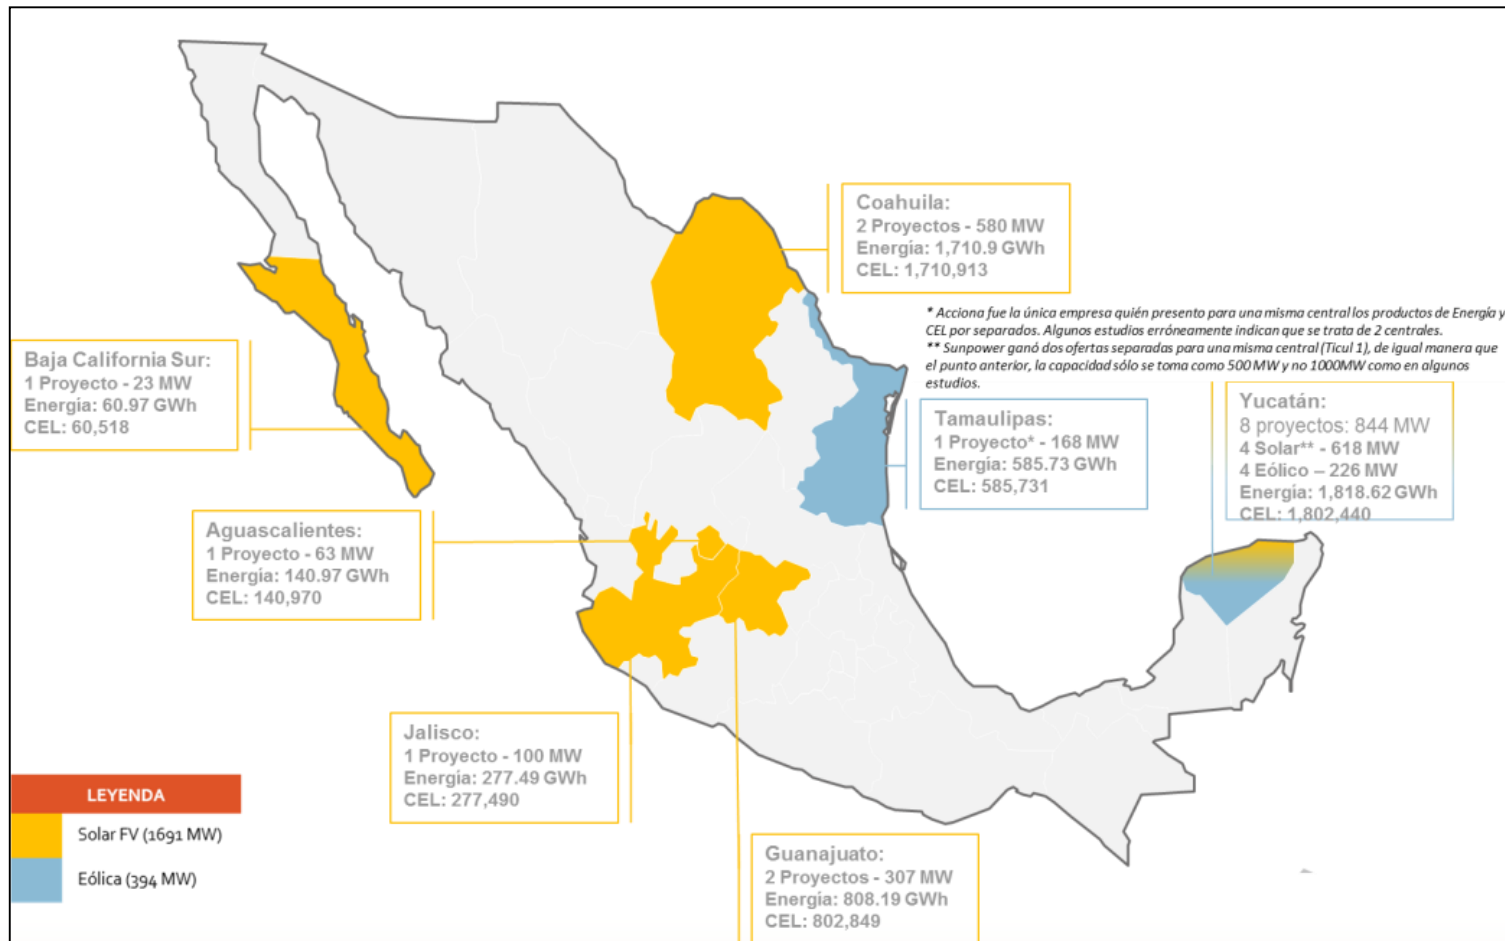 Coahuila:
2 Proyectos - 580 MW
Energía: 1,710.9 GWh
CEL: 1,710,913
* Acciona fue la única empresa quién presento para una misma central los productos de Energía y
CEL por separados. Algunos estudios erróneamente indican que se trata de 2 centrales.
** Sunpower ganó dos ofertas separadas para una misma central (Ticul 1), de igual manera que
el punto anterior, la capacidad sólo se toma como 500 MW y no 1000MW como en algunos
estudios.
Baja California Sur:
1 Proyecto - 23 MW
Energía: 60.97 GWh
CEL: 60,518
Tamaulipas:
1 Proyecto* - 168 MW
Energía: 585.73 GWh
CEL: 585,731
Yucatán:
8 proyectos: 844 MW
4 Solar** - 618 MW
4 Eólico – 226 MW
Energía: 1,818.62 GWh
CEL: 1,802,440
Aguascalientes:
1 Proyecto - 63 MW
Energía: 140.97 GWh
CEL: 140,970
Jalisco:
1 Proyecto - 100 MW
Energía: 277.49 GWh
CEL: 277,490
Guanajuato:
2 Proyectos - 307 MW
Energía: 808.19 GWh
CEL: 802,849
LEYENDA
Solar FV (1691 MW)
Eólica (394 MW)